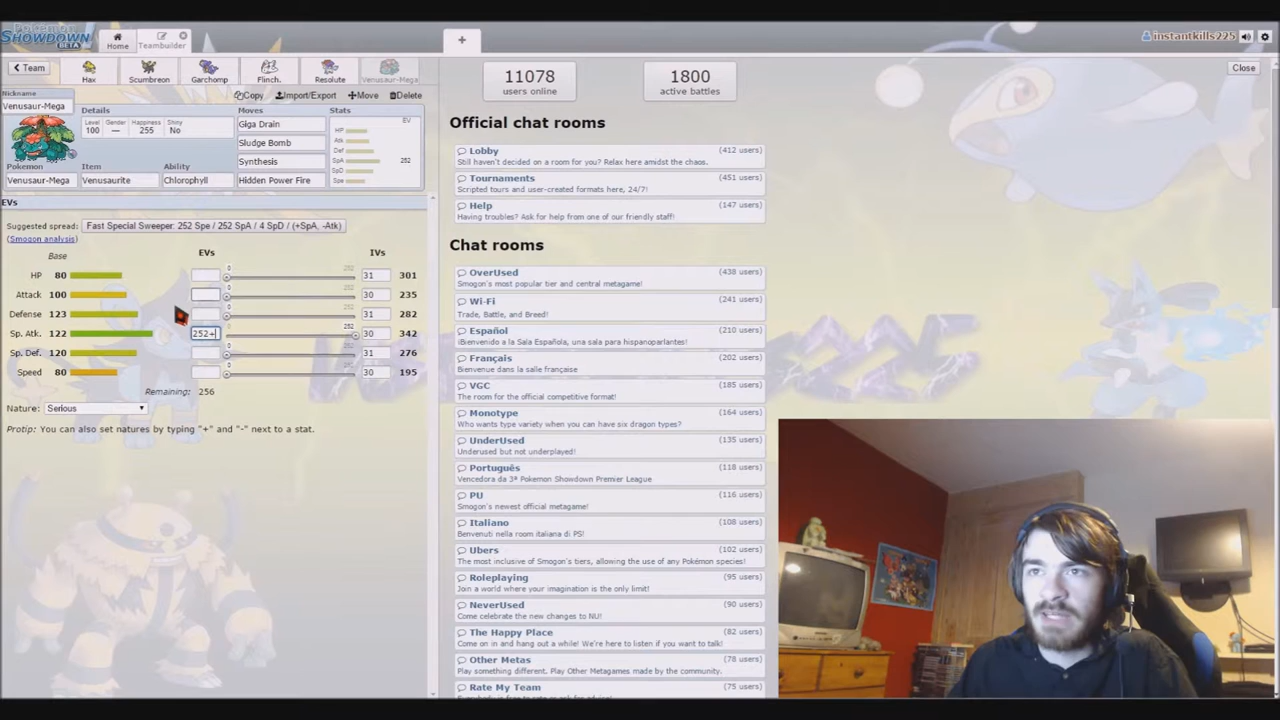 Pokémon
SHOWDOWN
BETA
Home
Teambuilder
+
instantkills225
< Team
Hax
Scumbreon
Garchomp
Flinch.
Resolute
Venusaur-Mega
11078
users online
1800
active battles
Close
Copy Import/Export Move Delete
Nickname
Venusaur-Mega
Details
Level Gender Happiness Shiny
100 — 255 No
Moves
Giga Drain
Sludge Bomb
Synthesis
Hidden Power Fire
Stats
EV
HP
Atk
Def
SpA 252
SpD
Spe
Pokemon
Venusaur-Mega
Item
Venusaurite
Ability
Chlorophyll
EVs
Suggested spread: Fast Special Sweeper: 252 Spe / 252 SpA / 4 SpD / (+SpA, -Atk)
(Smogon analysis)
Base EVs IVs
HP 80 0 252 31 301
Attack 100 0 252 30 235
Defense 123 0 252 31 282
Sp. Atk. 122 252+ 0 252 30 342
Sp. Def. 120 0 252 31 276
Speed 80 0 252 30 195
Remaining: 256
Nature: Serious
Protip: You can also set natures by typing "+" and "-" next to a stat.
Official chat rooms
Lobby (412 users)
Still haven't decided on a room for you? Relax here amidst the chaos.
Tournaments (451 users)
Scripted tours and user-created formats here, 24/7!
Help (147 users)
Having troubles? Ask for help from one of our friendly staff!
Chat rooms
OverUsed (438 users)
Smogon's most popular tier and central metagame!
Wi-Fi (241 users)
Trade, Battle, and Breed!
Español (210 users)
¡Bienvenido a la Sala Española, una sala para hispanoparlantes!
Français (202 users)
Bienvenue dans la salle française
VGC (185 users)
The room for the official competitive format!
Monotype (164 users)
Who wants type variety when you can have six dragon types?
UnderUsed (135 users)
Underused but not underplayed!
Português (118 users)
Vencedora da 3ª Pokemon Showdown Premier League
PU (116 users)
Smogon's newest official metagame!
Italiano (108 users)
Benvenuti nella room italiana di PS!
Ubers (102 users)
The most inclusive of Smogon's tiers, allowing the use of any Pokémon species!
Roleplaying (95 users)
Join a world where your imagination is the only limit!
NeverUsed (90 users)
Come celebrate the new changes to NU!
The Happy Place (82 users)
Come on in and hang out a while! We're here to listen if you want to talk!
Other Metas (78 users)
Play something different. Play Other Metagames made by the community.
Rate My Team (75 users)